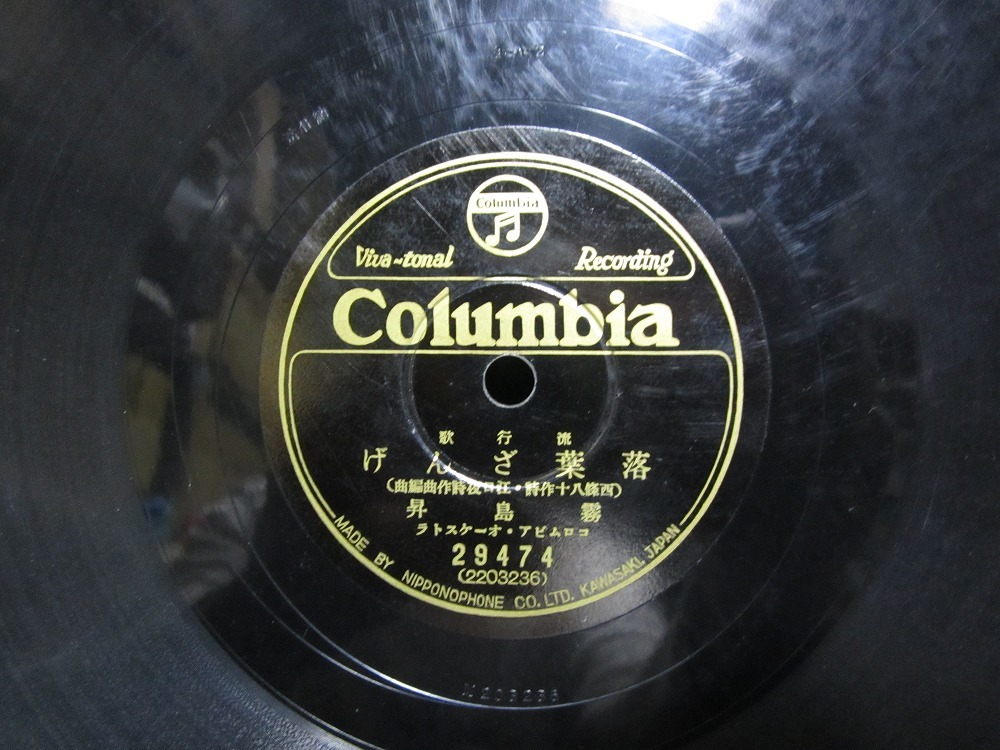 Columbia
Viva-tonal Recording
Columbia
流行歌
落葉ざんげ
(西條八十作詩・江口夜詩作曲編曲)
霧島昇
コロムビア・オーケストラ
29474
(2203236)
MADE BY NIPPONOPHONE CO. LTD. KAWASAKI, JAPAN